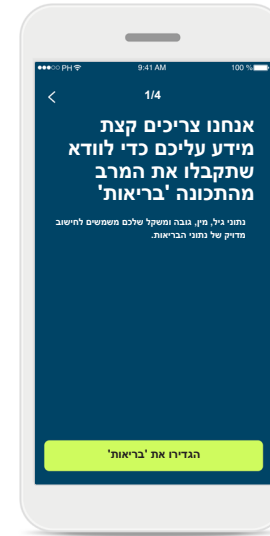 ●●●○○ PH 9:41 AM 100 %
1/4
אנחנו צריכים קצת
מידע עליכם כדי לוודא
שתקבלו את המרב
מהתכונה 'בריאות'
נתוני גיל, מין, גובה ומשקל שלכם משמשים לחישוב
מדויק של נתוני הבריאות.
הגדירו את 'בריאות'